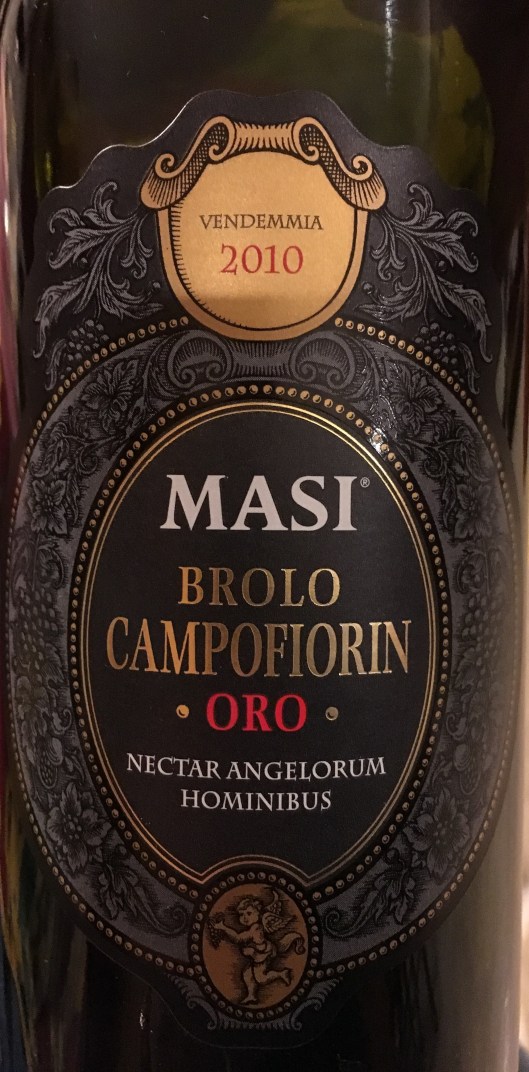 VENDEMMIA
2010
MASI®
BROLO
CAMPOFIORIN
• ORO •
NECTAR ANGELORUM
HOMINIBUS